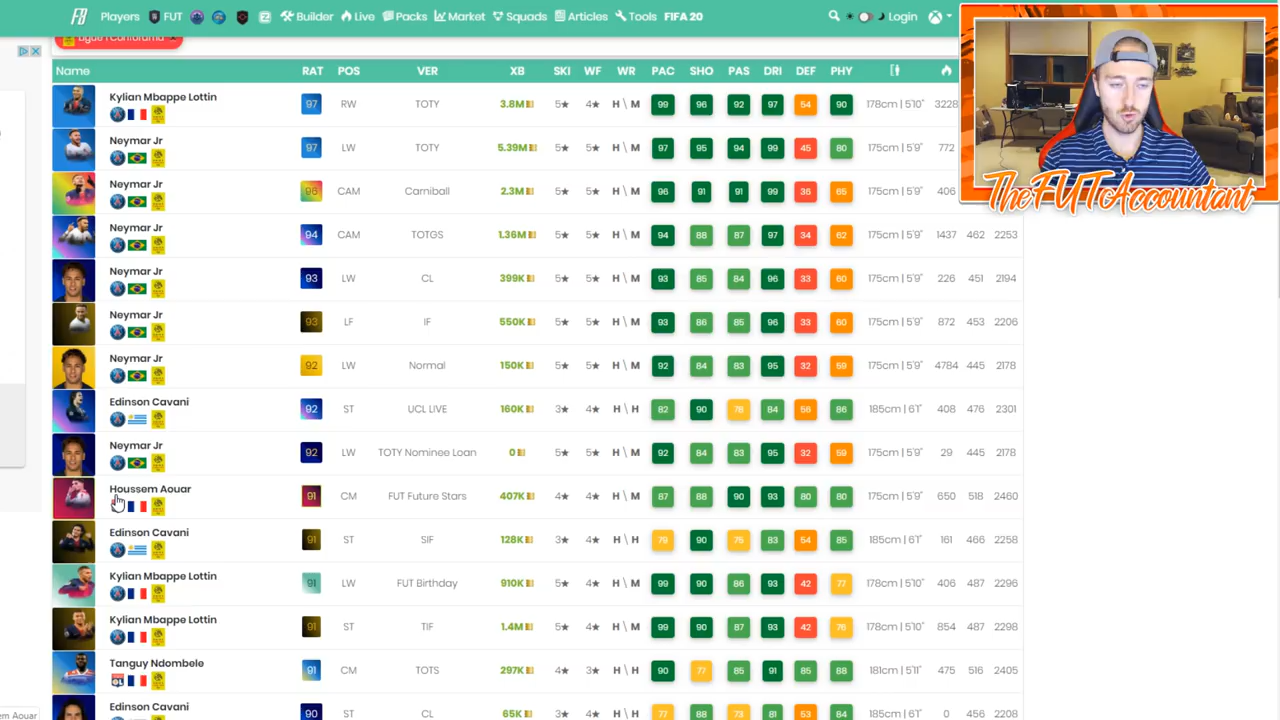 FB Players FUT Builder Live Packs Market Squads Articles Tools FIFA 20 Login
Ligue 1 Conforama
Name RAT POS VER XB SKI WF WR PAC SHO PAS DRI DEF PHY
Kylian Mbappe Lottin 97 RW TOTY 3.8M 5★ 4★ H \ M 99 96 92 97 54 90 178cm | 5'10" 3228
Neymar Jr 97 LW TOTY 5.39M 5★ 5★ H \ M 97 95 94 99 45 80 175cm | 5'9" 772
Neymar Jr 96 CAM Carniball 2.3M 5★ 5★ H \ M 96 91 91 99 36 65 175cm | 5'9" 406
Neymar Jr 94 CAM TOTGS 1.36M 5★ 5★ H \ M 94 88 87 97 34 62 175cm | 5'9" 1437 462 2253
Neymar Jr 93 LW CL 399K 5★ 5★ H \ M 93 85 84 96 33 60 175cm | 5'9" 226 451 2194
Neymar Jr 93 LF IF 550K 5★ 5★ H \ M 93 86 85 96 33 60 175cm | 5'9" 872 453 2206
Neymar Jr 92 LW Normal 150K 5★ 5★ H \ M 92 84 83 95 32 59 175cm | 5'9" 4784 445 2178
Edinson Cavani 92 ST UCL LIVE 160K 3★ 4★ H \ H 82 90 78 84 56 86 185cm | 6'1" 408 476 2301
Neymar Jr 92 LW TOTY Nominee Loan 0 5★ 5★ H \ M 92 84 83 95 32 59 175cm | 5'9" 29 445 2178
Houssem Aouar 91 CM FUT Future Stars 407K 4★ 4★ H \ M 87 88 90 93 80 80 175cm | 5'9" 650 518 2460
Edinson Cavani 91 ST SIF 128K 3★ 4★ H \ H 79 90 75 83 54 85 185cm | 6'1" 161 466 2258
Kylian Mbappe Lottin 91 LW FUT Birthday 910K 5★ 4★ H \ M 99 90 86 93 42 77 178cm | 5'10" 406 487 2296
Kylian Mbappe Lottin 91 ST TIF 1.4M 5★ 4★ H \ M 99 90 87 93 42 76 178cm | 5'10" 854 487 2298
Tanguy Ndombele 91 CM TOTS 297K 4★ 3★ H \ H 90 77 85 91 85 88 181cm | 5'11" 475 516 2405
Edinson Cavani 90 ST CL 65K 3★ 4★ H \ H 77 88 73 81 53 84 185cm | 6'1" 0 456 2208
em Aouar
TheFUTAccountant